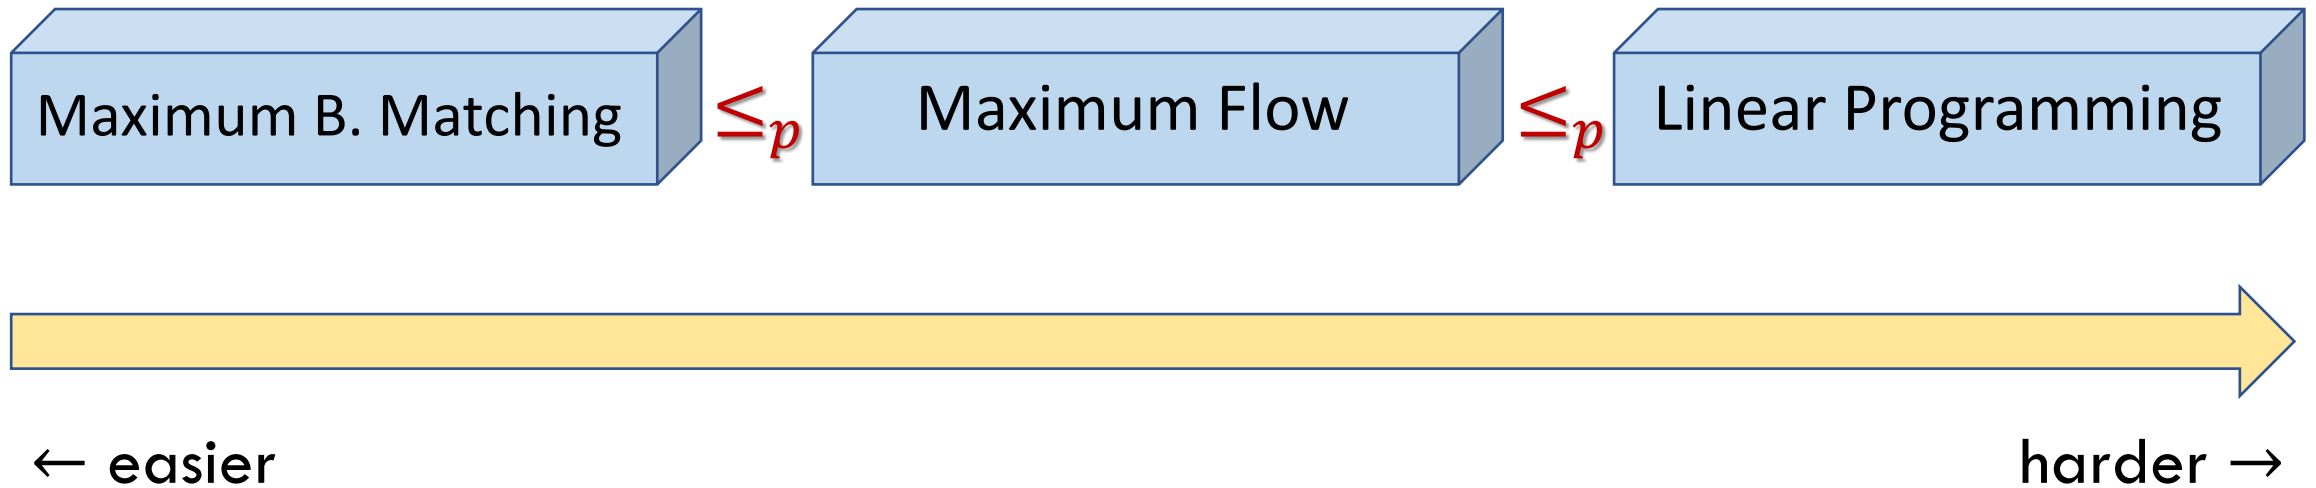 Maximum B. Matching ≤p Maximum Flow ≤p Linear Programming
← easier harder →